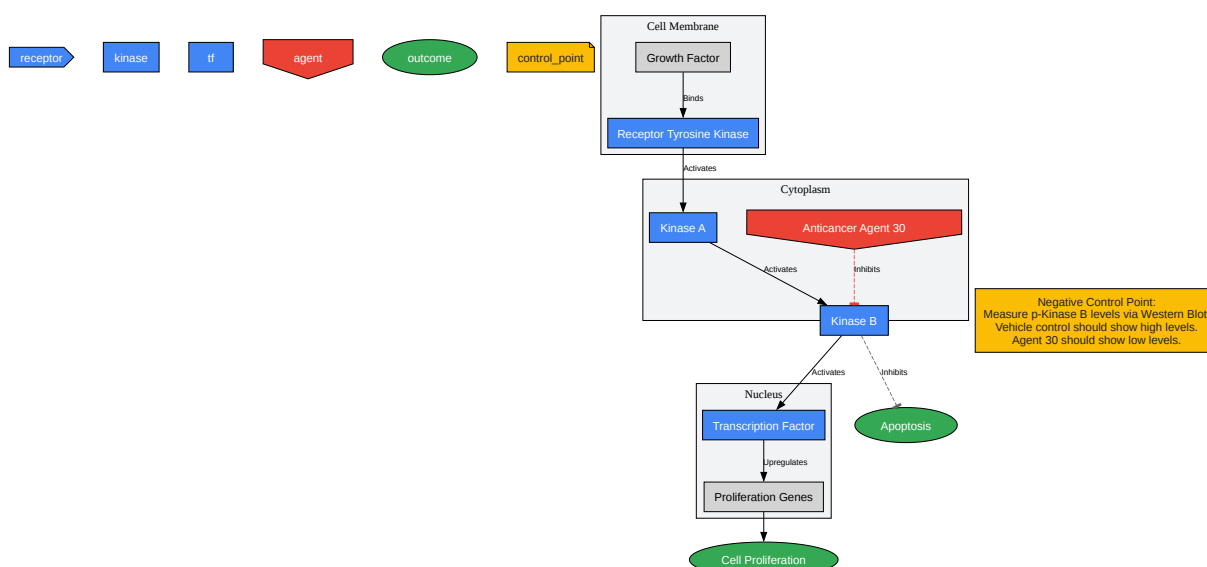 receptor
kinase
tf
agent
outcome
control_point
Cell Membrane
Growth Factor
Binds
Receptor Tyrosine Kinase
Activates
Cytoplasm
Kinase A
Anticancer Agent 30
Activates
Inhibits
Kinase B
Negative Control Point:
Measure p-Kinase B levels via Western Blot
Vehicle control should show high levels.
Agent 30 should show low levels.
Activates
Inhibits
Nucleus
Transcription Factor
Apoptosis
Upregulates
Proliferation Genes
Cell Proliferation